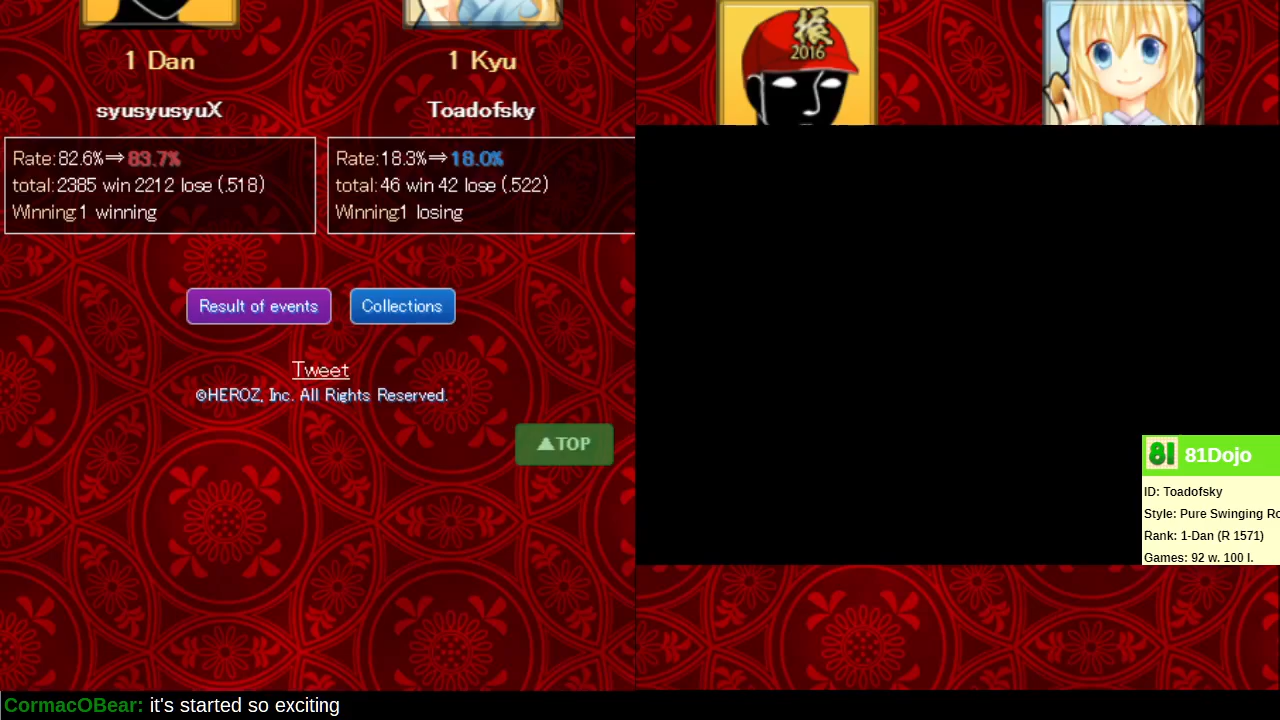 1 Dan
1 Kyu
syusyusyuX
Toadofsky
Rate:82.6%⇒83.7%
total:2385 win 2212 lose (.518)
Winning:1 winning
Rate:18.3%⇒18.0%
total:46 win 42 lose (.522)
Winning:1 losing
Result of events
Collections
Tweet
©HEROZ, Inc. All Rights Reserved.
▲TOP
振
2016
81 81Dojo
ID: Toadofsky
Style: Pure Swinging Ro
Rank: 1-Dan (R 1571)
Games: 92 w. 100 l.
CormacOBear: it's started so exciting